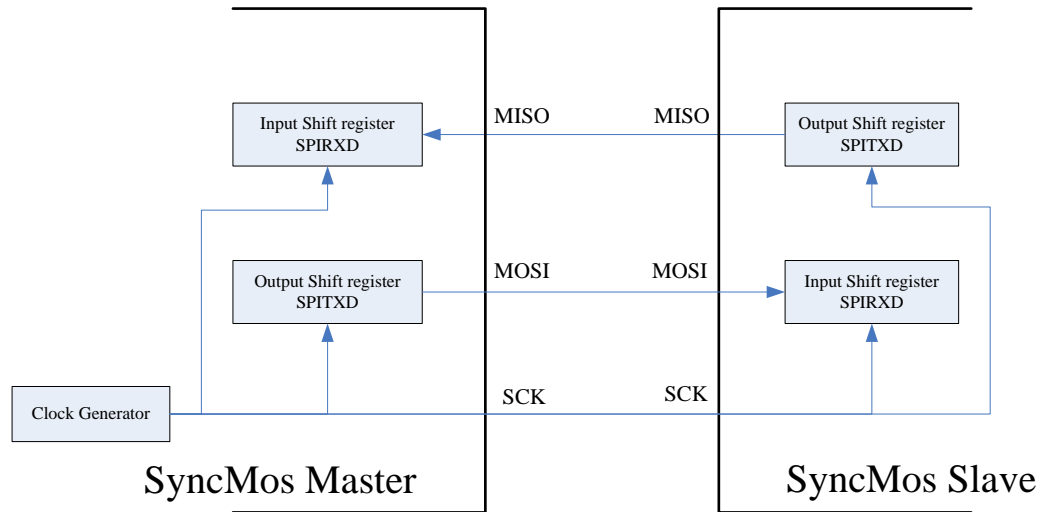 MISO
MISO
Input Shift register
SPIRXD
Output Shift register
SPITXD
MOSI
MOSI
Output Shift register
SPITXD
Input Shift register
SPIRXD
SCK
SCK
Clock Generator
SyncMos Master
SyncMos Slave